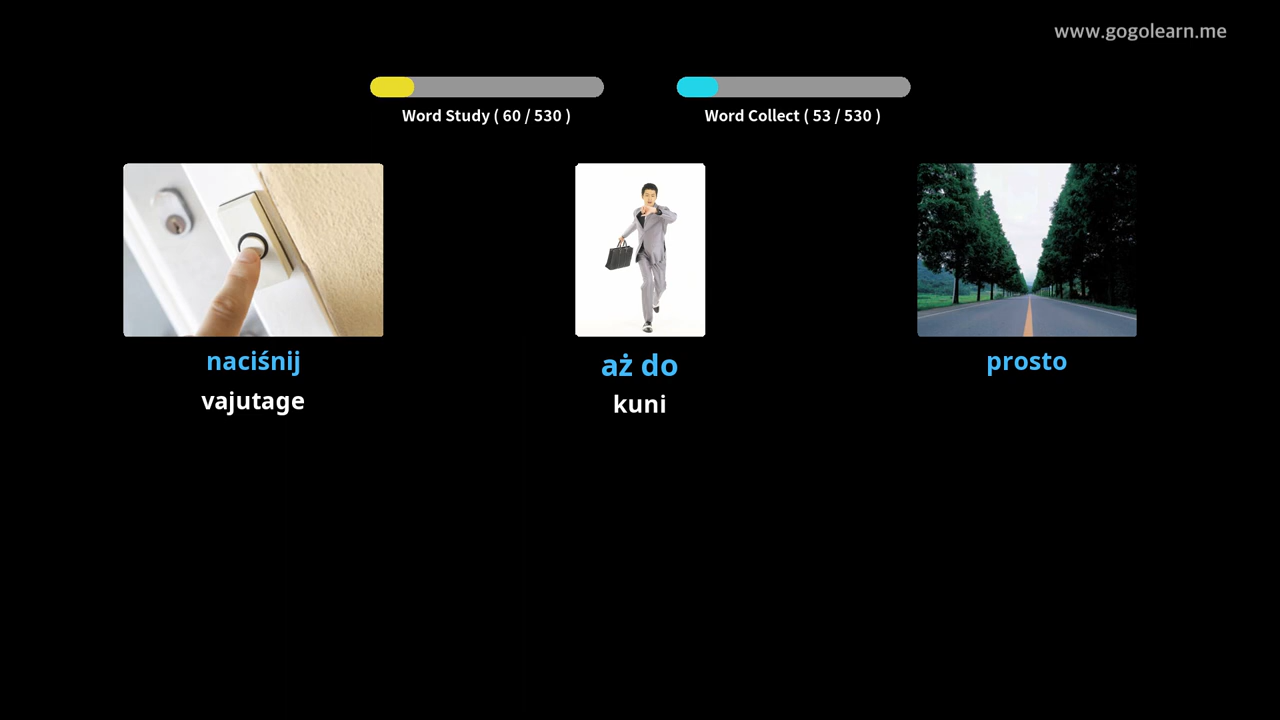 www.gogolearn.me
Word Study ( 60 / 530 )
Word Collect ( 53 / 530 )
naciśnij
vajutage
aż do
kuni
prosto